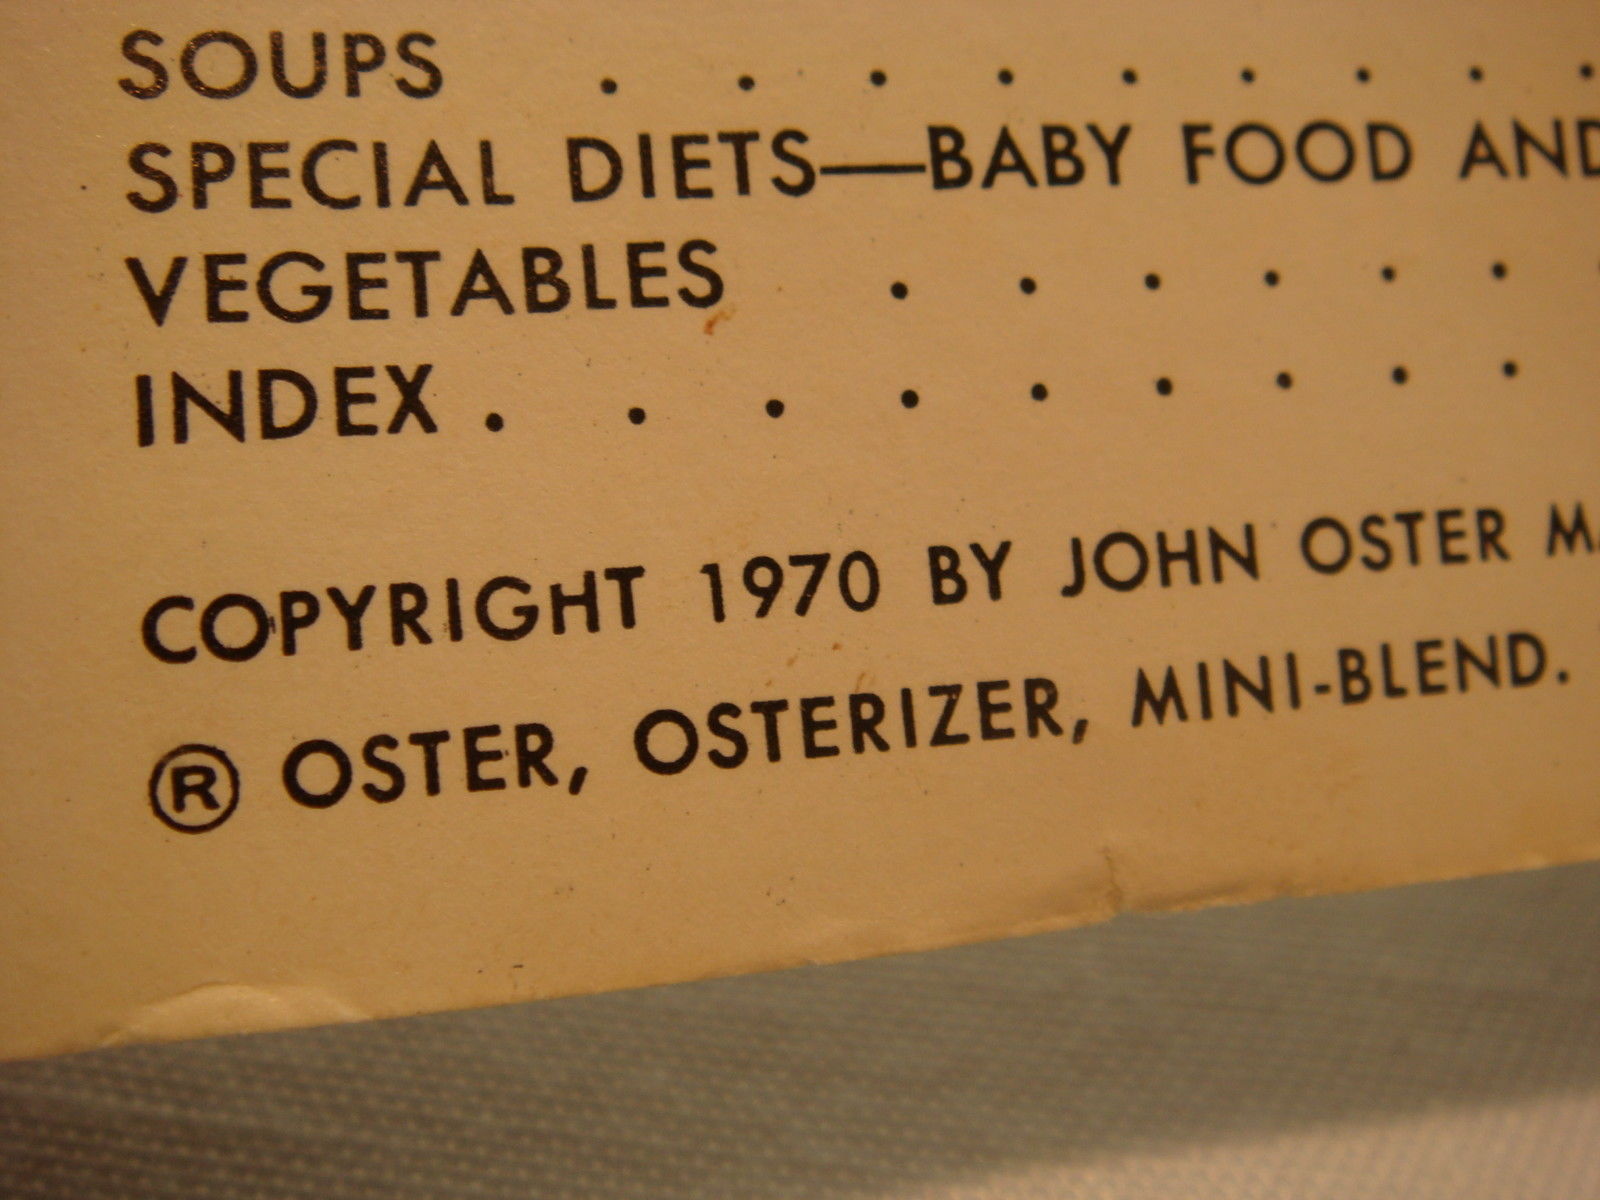 SOUPS . . . . . . . . .
SPECIAL DIETS—BABY FOOD AND
VEGETABLES . . . . . .
INDEX . . . . . . . . .
COPYRIGHT 1970 BY JOHN OSTER
® OSTER, OSTERIZER, MINI-BLEND.